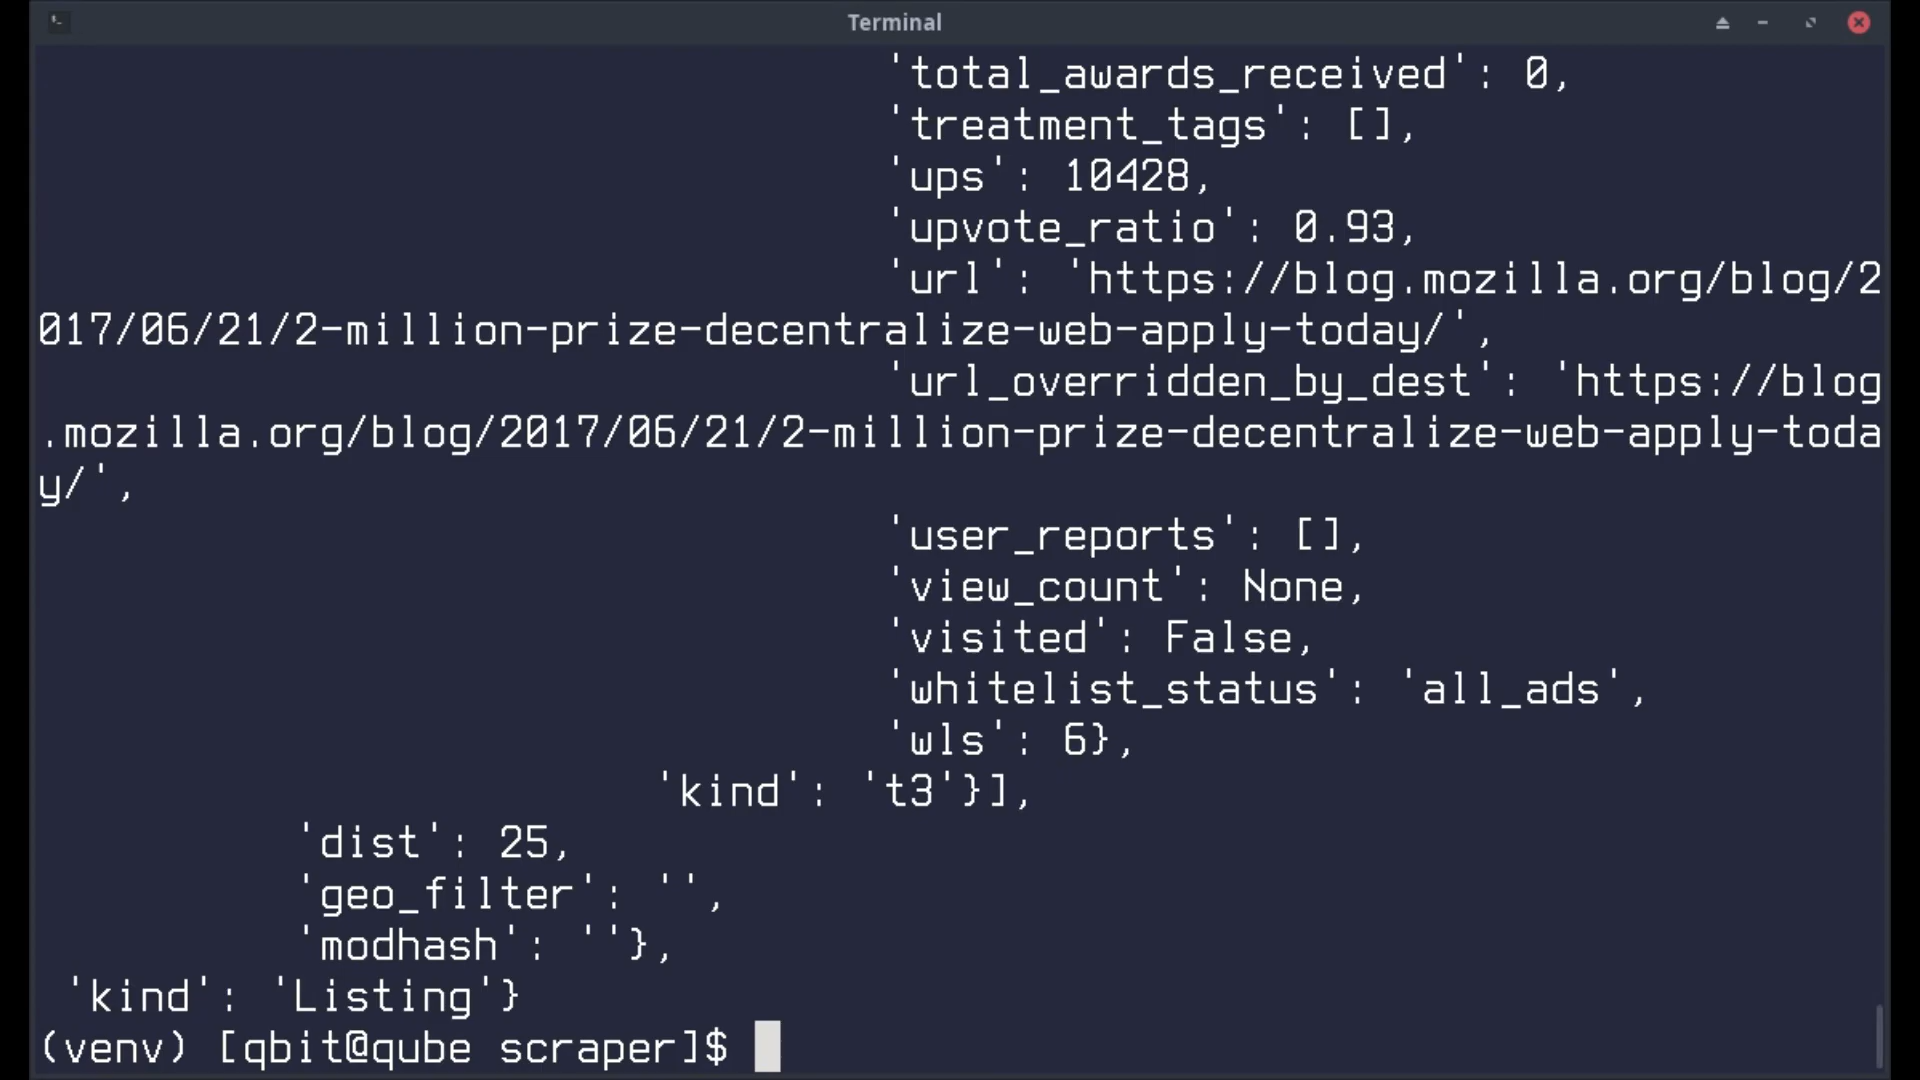 Terminal
'total_awards_received': 0,
'treatment_tags': [],
'ups': 10428,
'upvote_ratio': 0.93,
'url': 'https://blog.mozilla.org/blog/2
017/06/21/2-million-prize-decentralize-web-apply-today/',
'url_overridden_by_dest': 'https://blog
.mozilla.org/blog/2017/06/21/2-million-prize-decentralize-web-apply-toda
y/',
'user_reports': [],
'view_count': None,
'visited': False,
'whitelist_status': 'all_ads',
'wls': 6},
'kind': 't3'}],
'dist': 25,
'geo_filter': '',
'modhash': ''},
'kind': 'Listing'}
(venv) [qbit@qube scraper]$